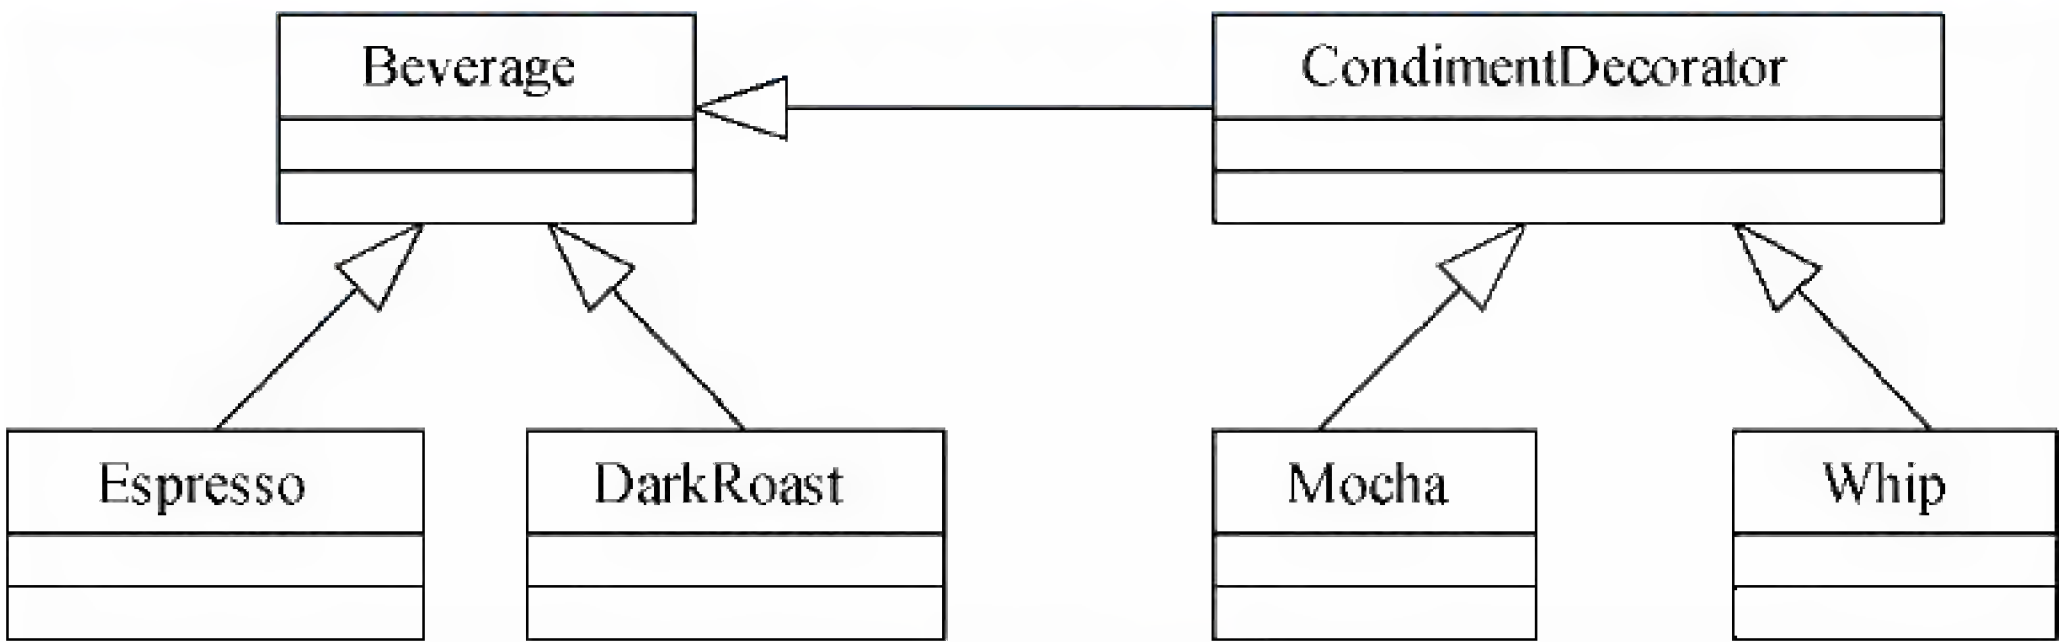 Beverage
CondimentDecorator
Espresso
DarkRoast
Mocha
Whip